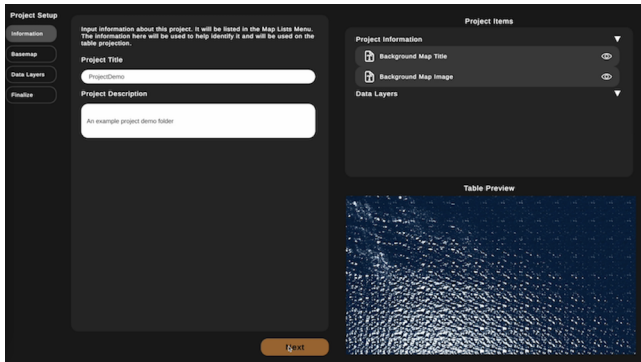 Project Setup
Information
Basemap
Data Layers
Finalize
Input information about this project. It will be listed in the Map Lists Menu.
The information here will be used to help identify it and will be used on the
table projection.
Project Title
ProjectDemo
Project Description
An example project demo folder
Next
Project Items
Project Information
Background Map Title
Background Map Image
Data Layers
Table Preview